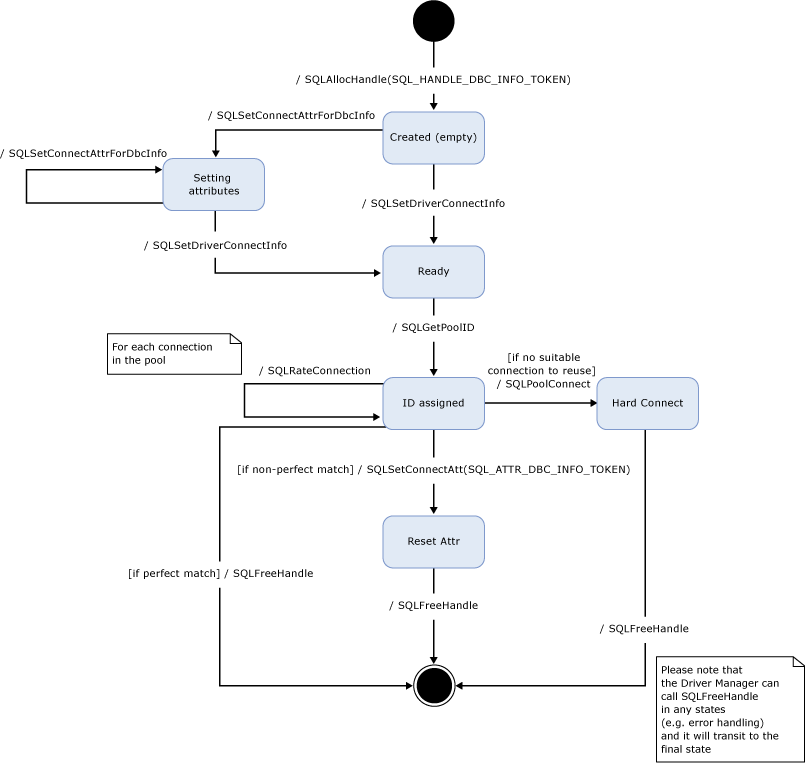 / SQLAllocHandle(SQL_HANDLE_DBC_INFO_TOKEN)
/ SQLSetConnectAttrForDbcInfo
Created (empty)
/ SQLSetConnectAttrForDbcInfo
Setting
attributes
/ SQLSetDriverConnectInfo
/ SQLSetDriverConnectInfo
Ready
/ SQLGetPoolID
For each connection
in the pool
[if no suitable
connection to reuse]
/ SQLPoolConnect
/ SQLRateConnection
ID assigned
Hard Connect
[if non-perfect match] / SQLSetConnectAtt(SQL_ATTR_DBC_INFO_TOKEN)
Reset Attr
[if perfect match] / SQLFreeHandle
/ SQLFreeHandle
/ SQLFreeHandle
Please note that
the Driver Manager can
call SQLFreeHandle
in any states
(e.g. error handling)
and it will transit to the
final state